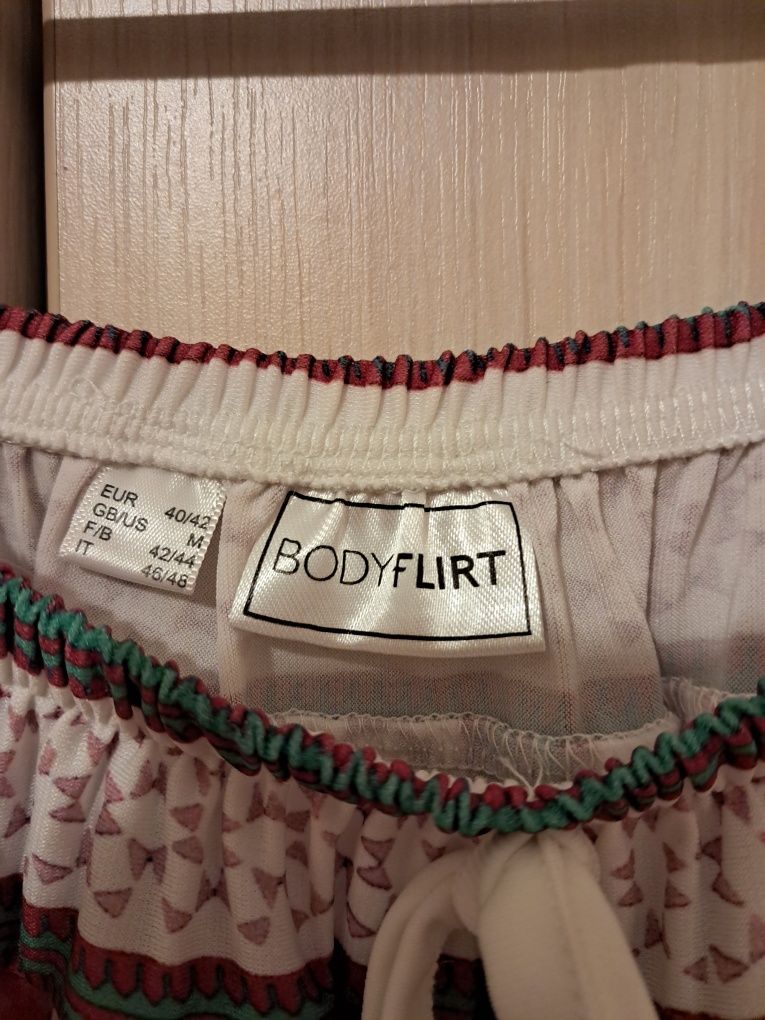 EUR 40/42
GB/US M
F/B 42/44
IT 46/48
BODYFLIRT